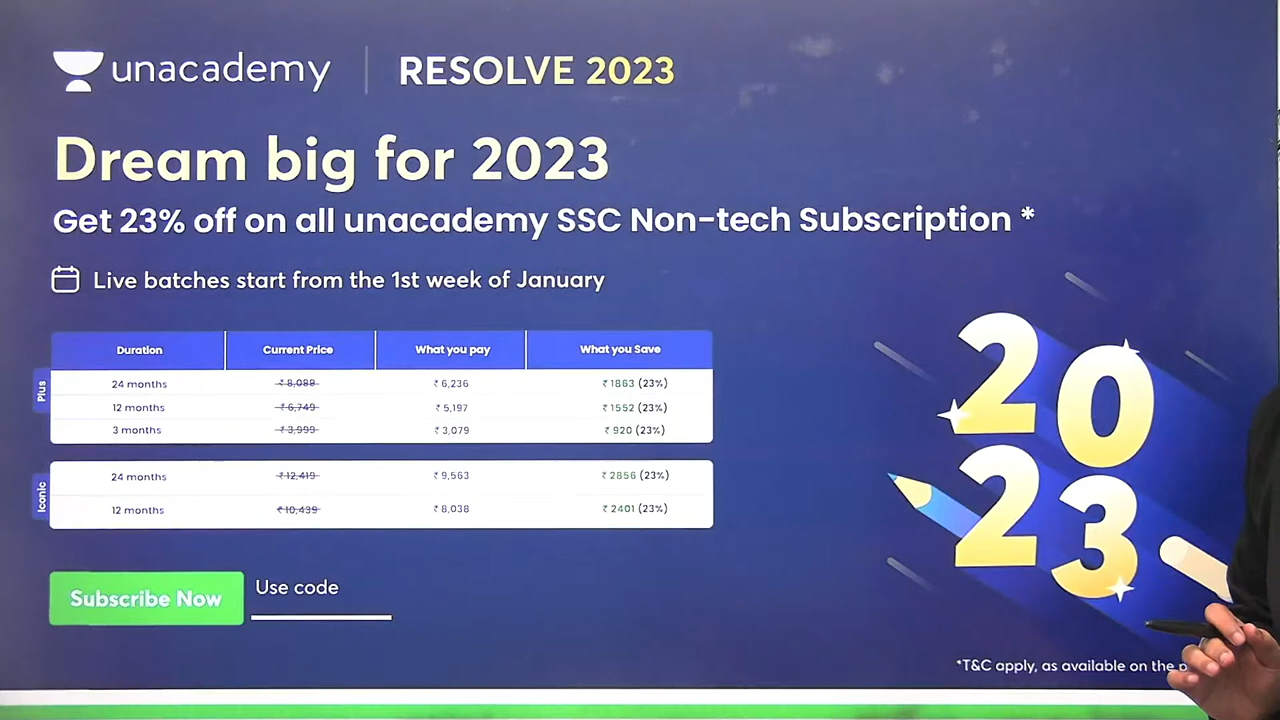 unacademy | RESOLVE 2023
Dream big for 2023
Get 23% off on all unacademy SSC Non-tech Subscription *
Live batches start from the 1st week of January
Duration Current Price What you pay What you Save
Plus
24 months ₹ 8,089 ₹ 6,236 ₹ 1863 (23%)
12 months ₹ 6,749 ₹ 5,197 ₹ 1552 (23%)
3 months ₹ 3,999 ₹ 3,079 ₹ 920 (23%)
Iconic
24 months ₹ 12,419 ₹ 9,563 ₹ 2856 (23%)
12 months ₹ 10,439 ₹ 8,038 ₹ 2401 (23%)
20
23
Subscribe Now Use code
*T&C apply, as available on the